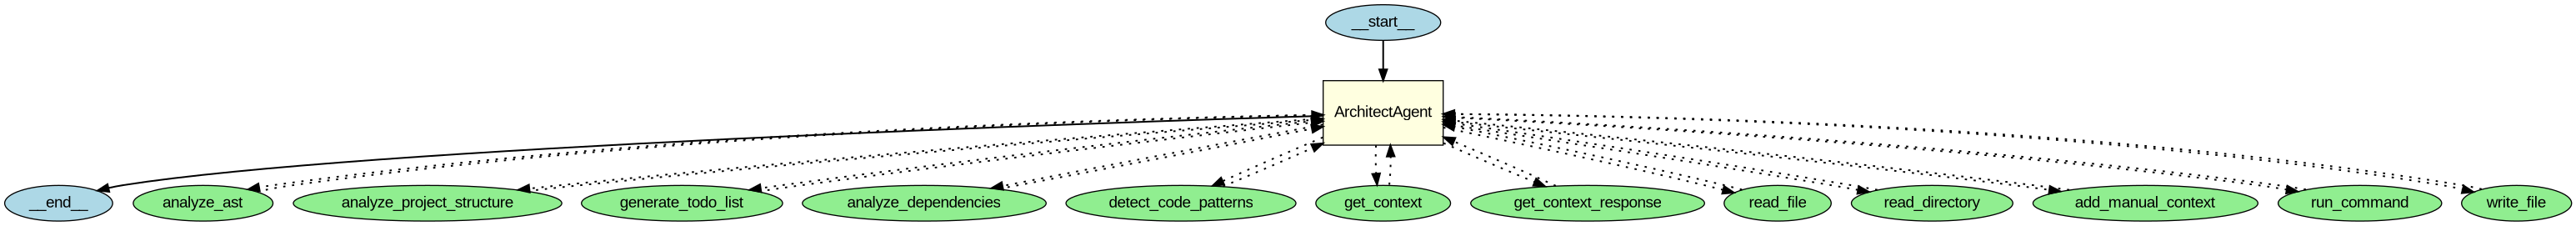 __start__
ArchitectAgent
__end__
analyze_ast
analyze_project_structure
generate_todo_list
analyze_dependencies
detect_code_patterns
get_context
get_context_response
read_file
read_directory
add_manual_context
run_command
write_file